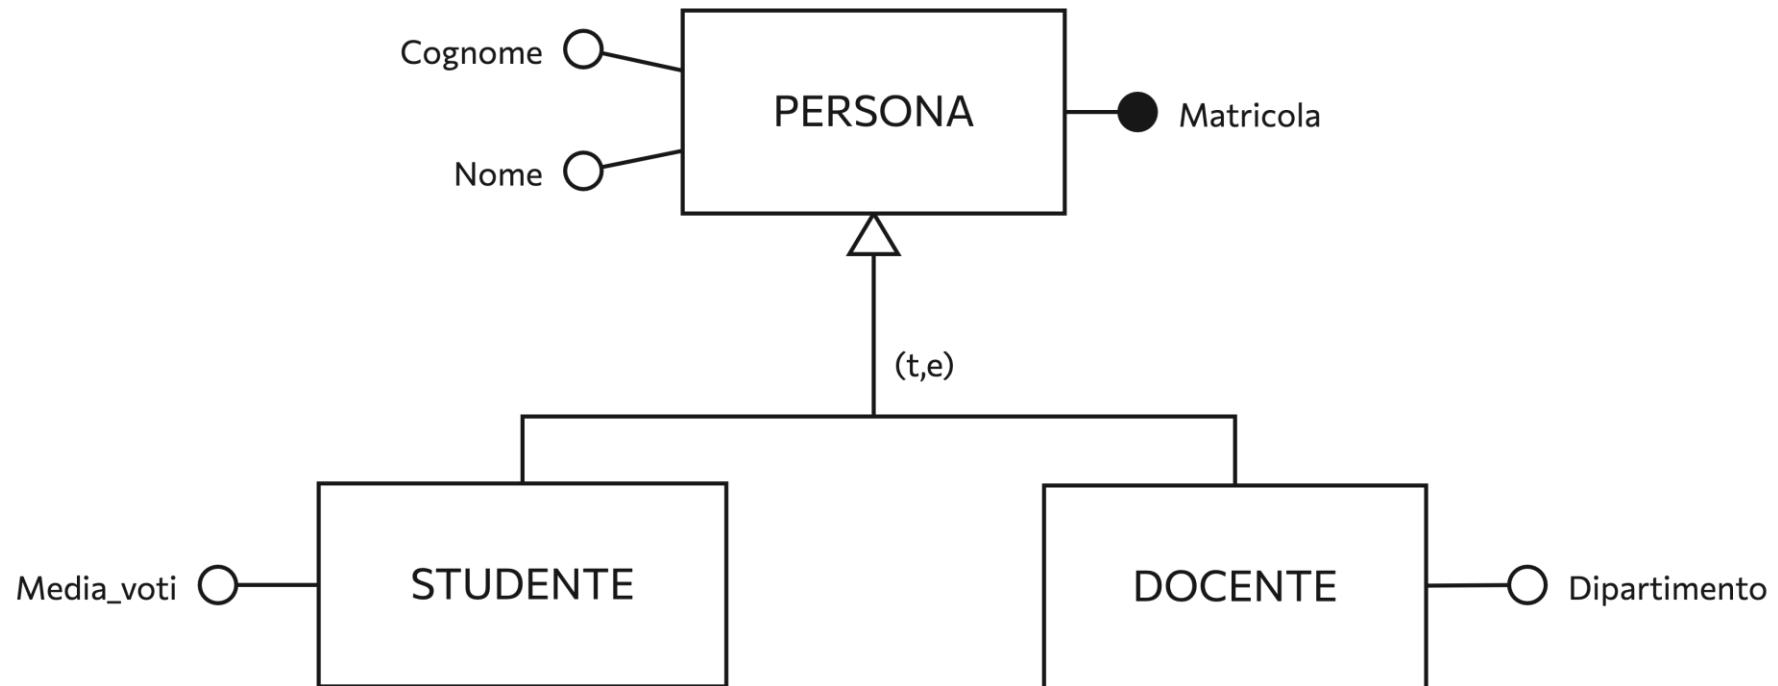 Cognome
PERSONA
Matricola
Nome
(t,e)
Media_voti
STUDENTE
DOCENTE
Dipartimento